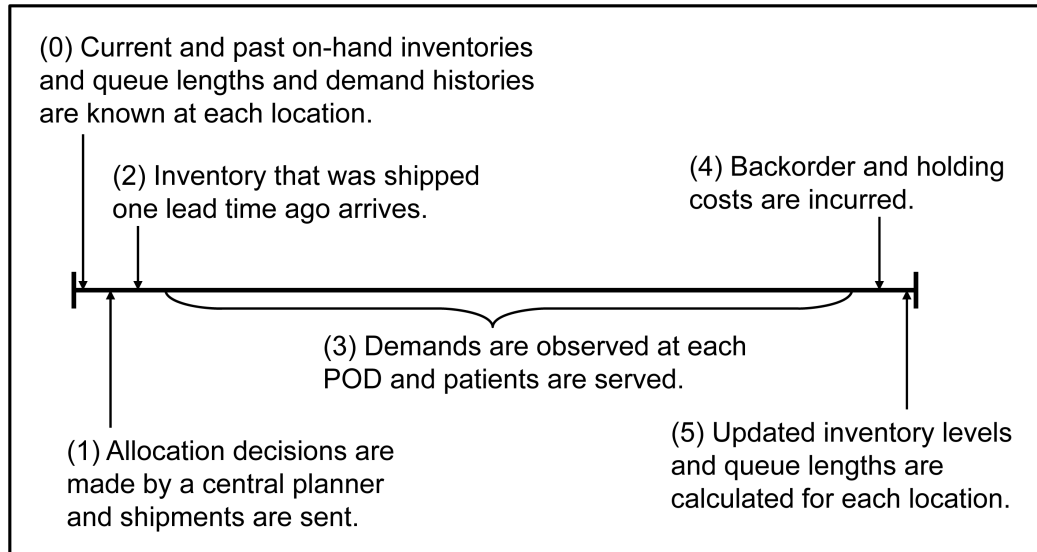 (0) Current and past on-hand inventories
and queue lengths and demand histories
are known at each location.
(2) Inventory that was shipped
one lead time ago arrives.
(4) Backorder and holding
costs are incurred.
(3) Demands are observed at each
POD and patients are served.
(1) Allocation decisions are
made by a central planner
and shipments are sent.
(5) Updated inventory levels
and queue lengths are
calculated for each location.